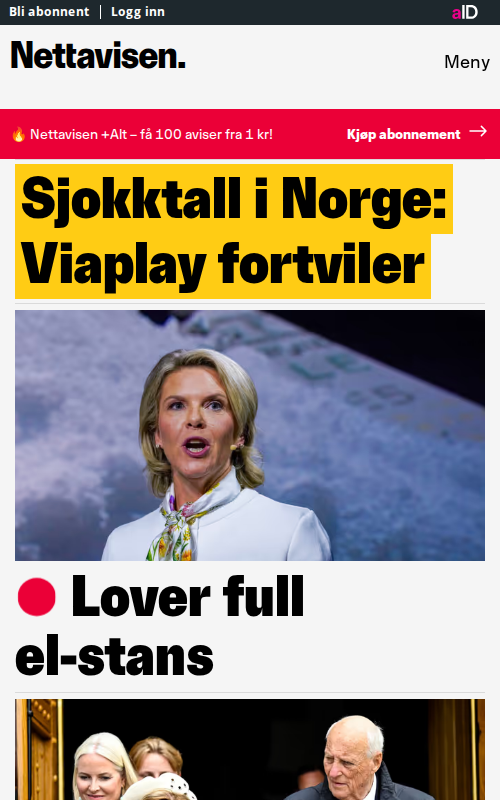 Bli abonnent | Logg inn
aID
Nettavisen.
Meny
🔥 Nettavisen +Alt – få 100 aviser fra 1 kr!
Kjøp abonnement →
Sjokktall i Norge:
Viaplay fortviler
Lover full
el-stans